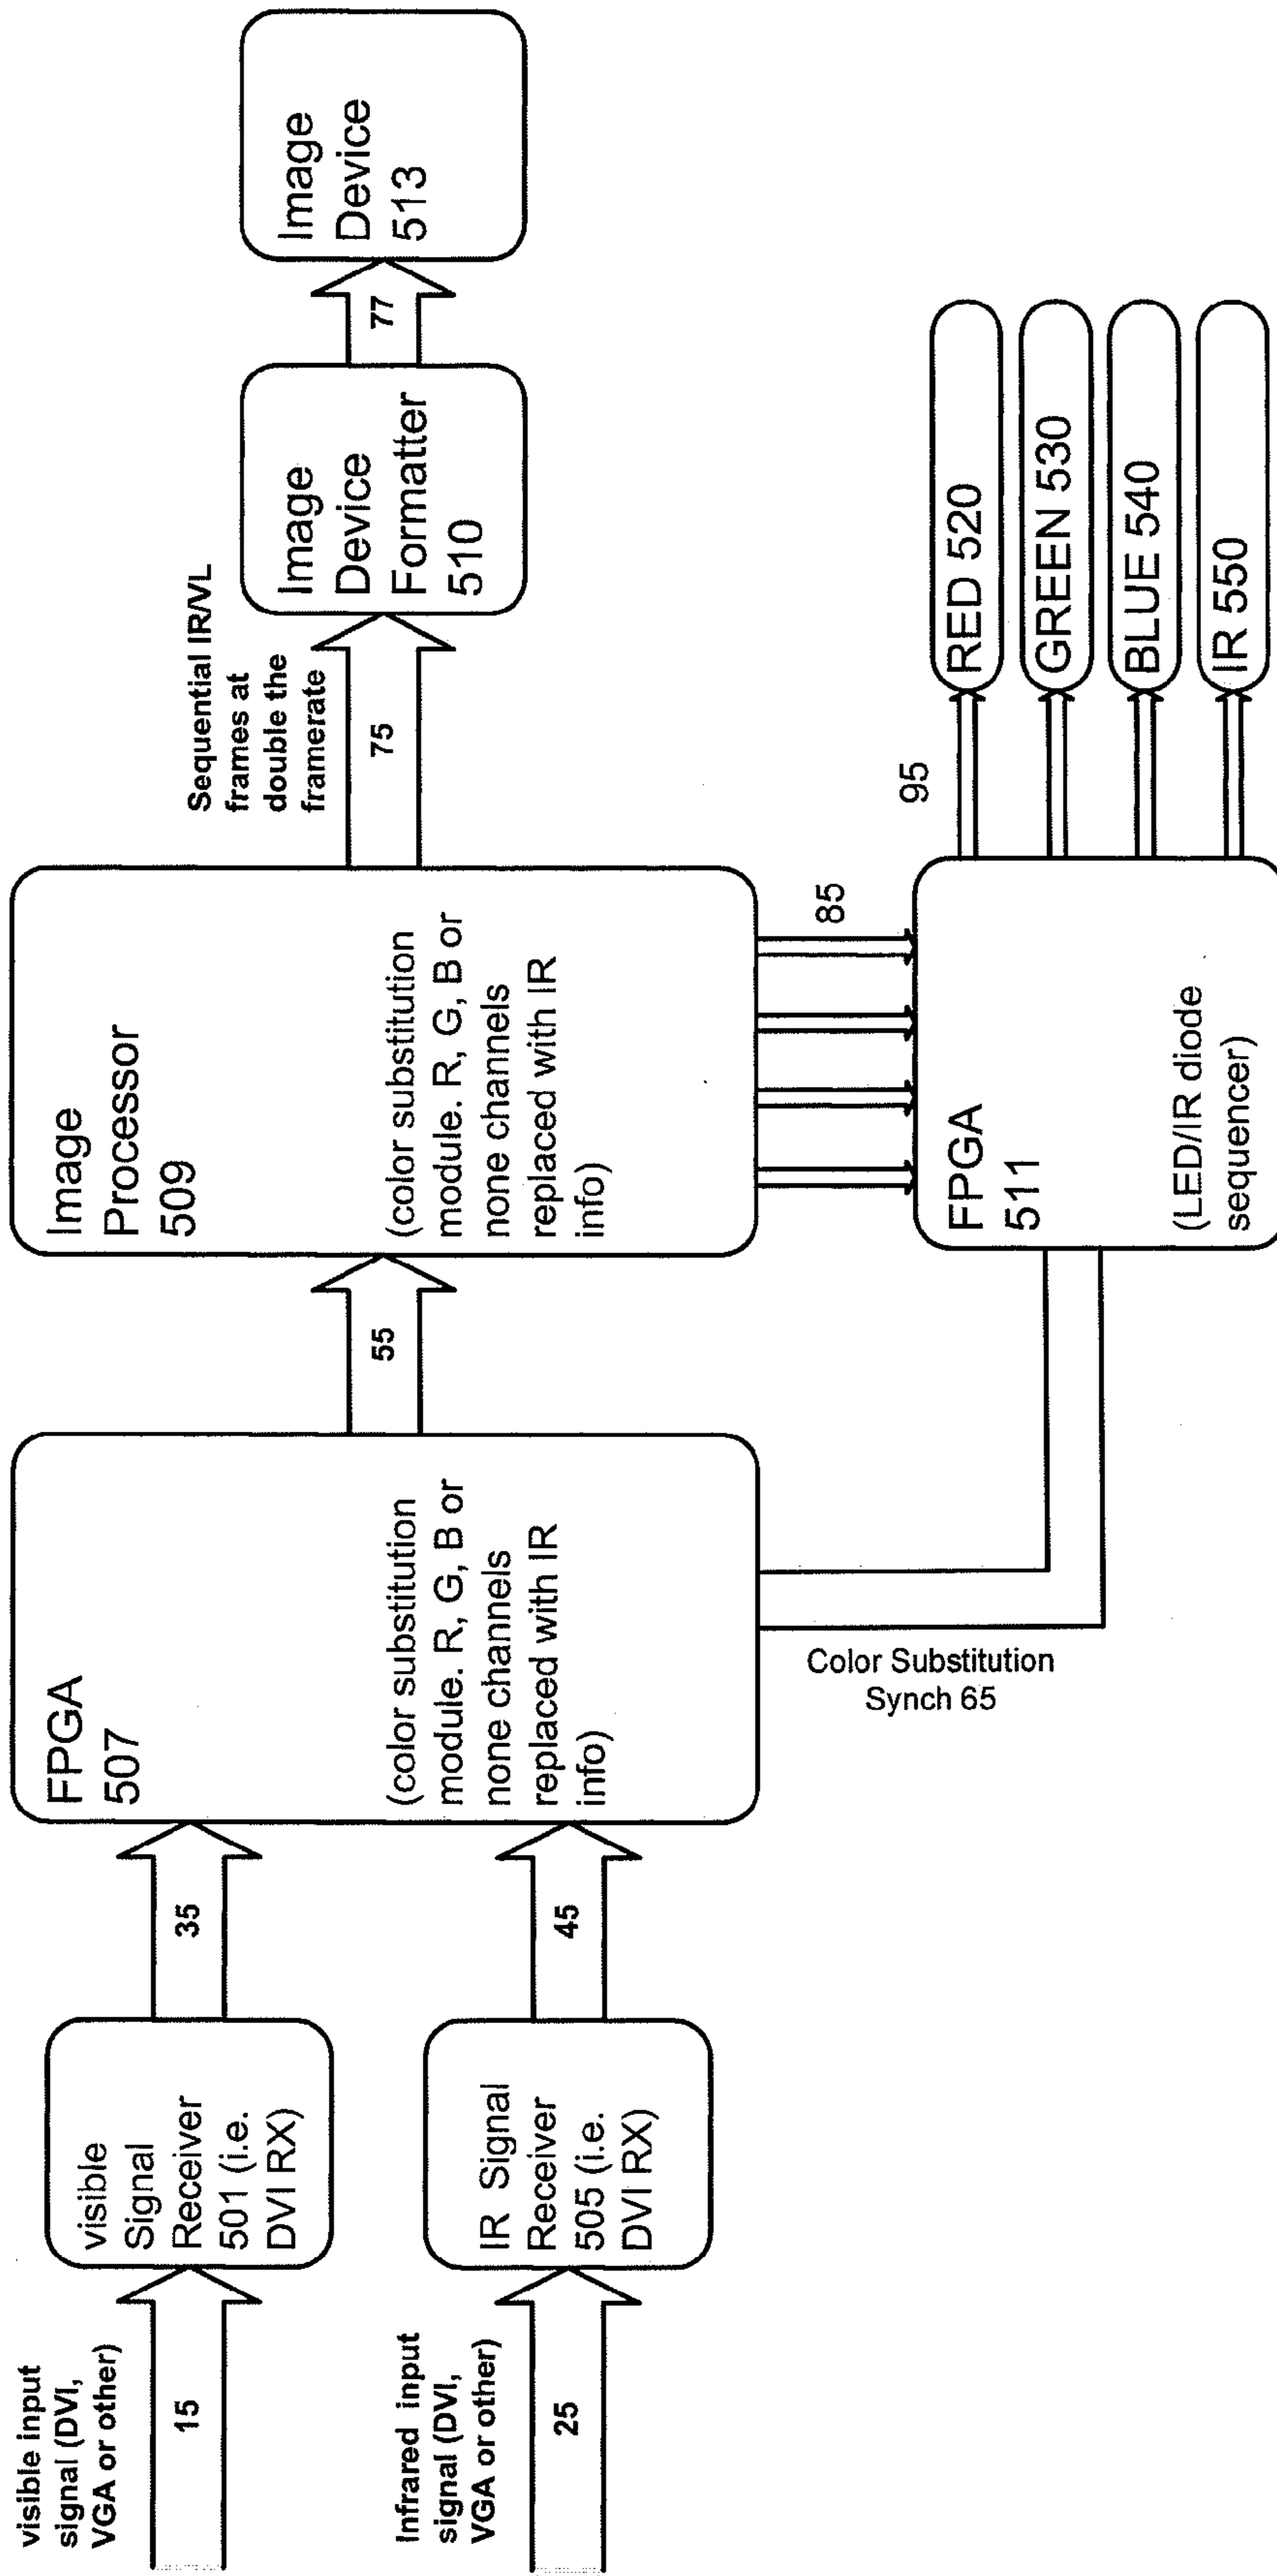 visible input
signal (DVI,
VGA or other)
15
visible
Signal
Receiver
501 (i.e.
DVI RX)
35
Infrared input
signal (DVI,
VGA or other)
25
IR Signal
Receiver
505 (i.e.
DVI RX)
45
FPGA
507
(color substitution
module. R, G, B or
none channels
replaced with IR
info)
55
Color Substitution
Synch 65
Image
Processor
509
(color substitution
module. R, G, B or
none channels
replaced with IR
info)
Sequential IR/VL
frames at
double the
framerate
75
Image
Device
Formatter
510
77
Image
Device
513
85
FPGA
511
(LED/IR diode
sequencer)
95
RED 520
GREEN 530
BLUE 540
IR 550